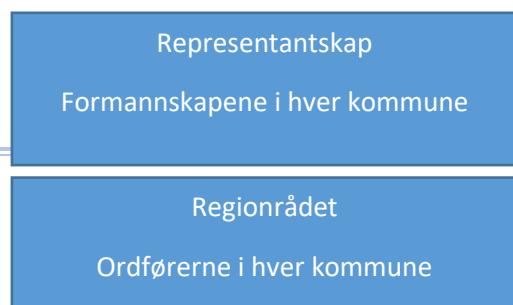 Representantskap
Formannskapene i hver kommune
Regionrådet
Ordførerne i hver kommune